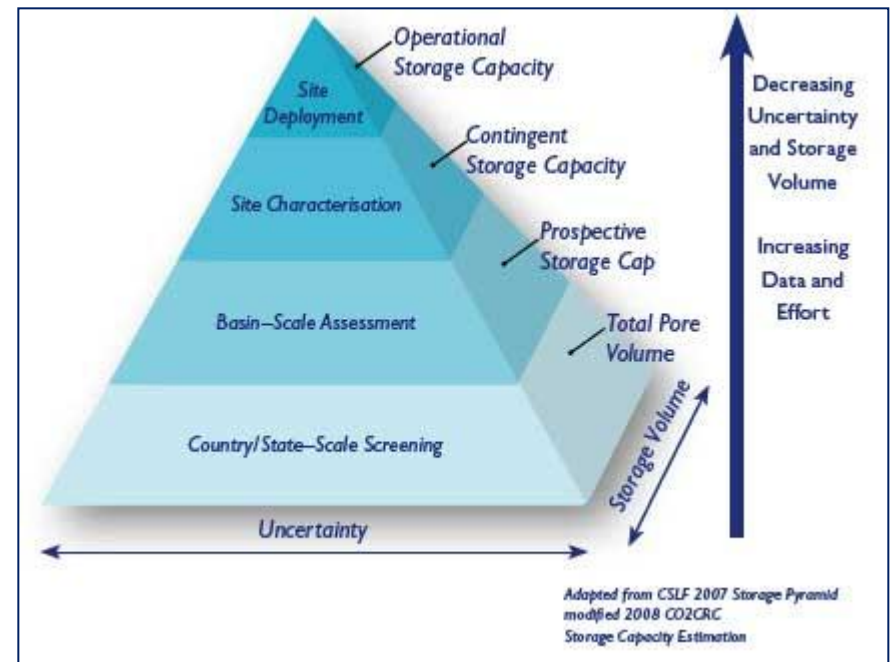 Operational
Storage Capacity
Site
Deployment
Contingent
Storage Capacity
Site Characterisation
Prospective
Storage Cap
Basin–Scale Assessment
Total Pore
Volume
Country/State–Scale Screening
Storage Volume
Uncertainty
Decreasing
Uncertainty
and Storage
Volume
Increasing
Data and
Effort
Adapted from CSLF 2007 Storage Pyramid
modified 2008 CO2CRC
Storage Capacity Estimation